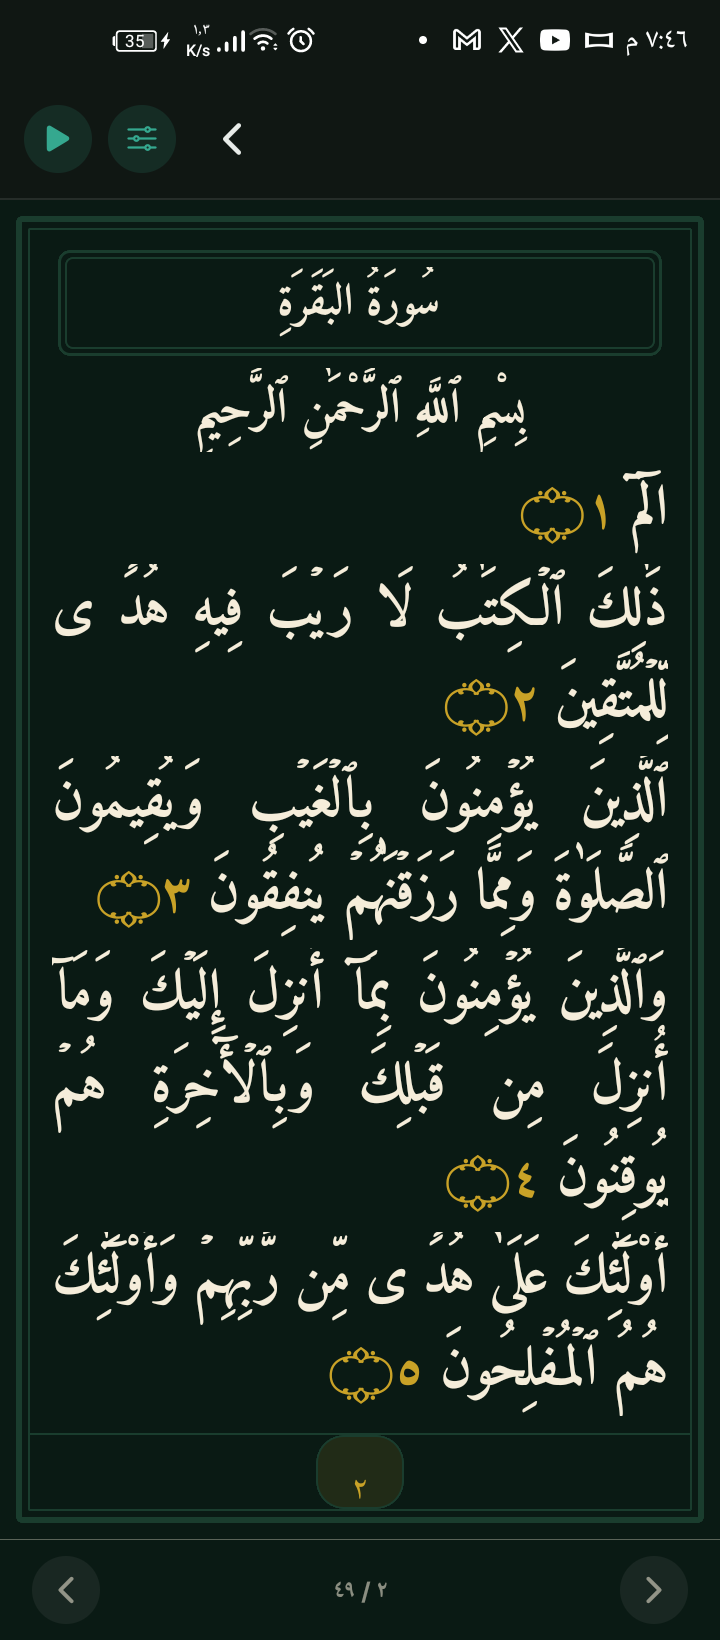 ٧:٤٦ م
١,٣ K/s
35
سُورَةُ البَقَرَةِ
بِسْمِ ٱللَّهِ ٱلرَّحْمَٰنِ ٱلرَّحِيمِ
الٓمٓ ١
ذَٰلِكَ ٱلْكِتَٰبُ لَا رَيْبَ فِيهِ هُدًى
لِّلْمُتَّقِينَ ٢
ٱلَّذِينَ يُؤْمِنُونَ بِٱلْغَيْبِ وَيُقِيمُونَ
ٱلصَّلَوٰةَ وَمِمَّا رَزَقْنَٰهُمْ يُنفِقُونَ ٣
وَٱلَّذِينَ يُؤْمِنُونَ بِمَآ أُنزِلَ إِلَيْكَ وَمَآ
أُنزِلَ مِن قَبْلِكَ وَبِٱلْأٓخِرَةِ هُمْ
يُوقِنُونَ ٤
أُوْلَٰٓئِكَ عَلَىٰ هُدًى مِّن رَّبِّهِمْ وَأُوْلَٰٓئِكَ
هُمُ ٱلْمُفْلِحُونَ ٥
٢
٢ / ٤٩